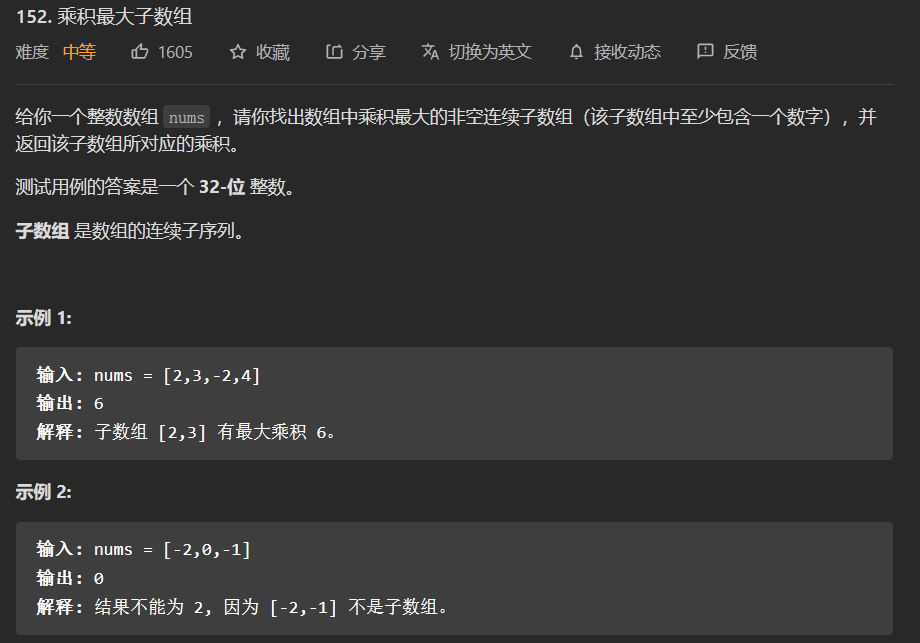 152. 乘积最大子数组
难度 中等 1605 收藏 分享 切换为英文 接收动态 反馈
给你一个整数数组 nums ，请你找出数组中乘积最大的非空连续子数组（该子数组中至少包含一个数字），并
返回该子数组所对应的乘积。
测试用例的答案是一个 32-位 整数。
子数组 是数组的连续子序列。
示例 1:
输入: nums = [2,3,-2,4]
输出: 6
解释: 子数组 [2,3] 有最大乘积 6。
示例 2:
输入: nums = [-2,0,-1]
输出: 0
解释: 结果不能为 2, 因为 [-2,-1] 不是子数组。